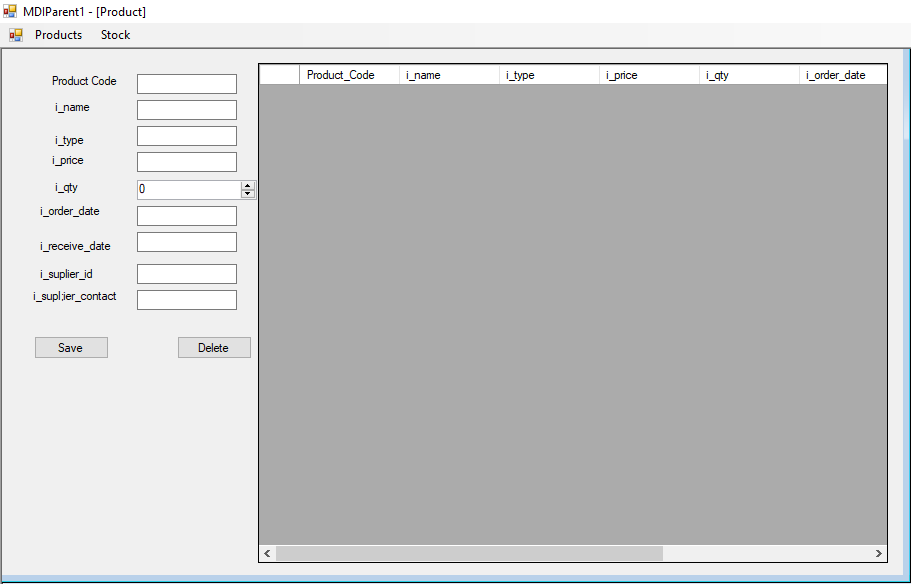 MDIParent1 - [Product]
Products Stock
Product_Code i_name i_type i_price i_qty i_order_date
Product Code
i_name
i_type
i_price
i_qty 0
i_order_date
i_receive_date
i_suplier_id
i_supl;ier_contact
Save Delete